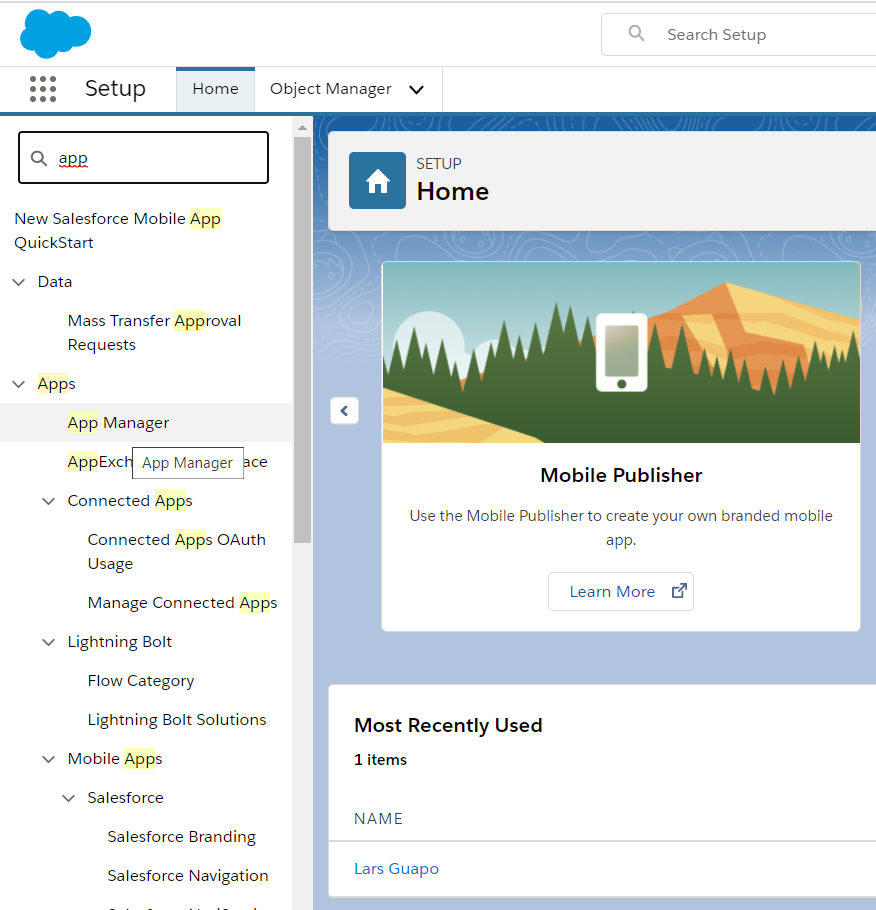 Search Setup
Setup
Home
Object Manager
app
New Salesforce Mobile App
QuickStart
Data
Mass Transfer Approval
Requests
Apps
App Manager
AppExch
ace
App Manager
Connected Apps
Connected Apps OAuth
Usage
Manage Connected Apps
Lightning Bolt
Flow Category
Lightning Bolt Solutions
Mobile Apps
Salesforce
Salesforce Branding
Salesforce Navigation
SETUP
Home
Mobile Publisher
Use the Mobile Publisher to create your own branded mobile
app.
Learn More
Most Recently Used
1 items
NAME
Lars Guapo